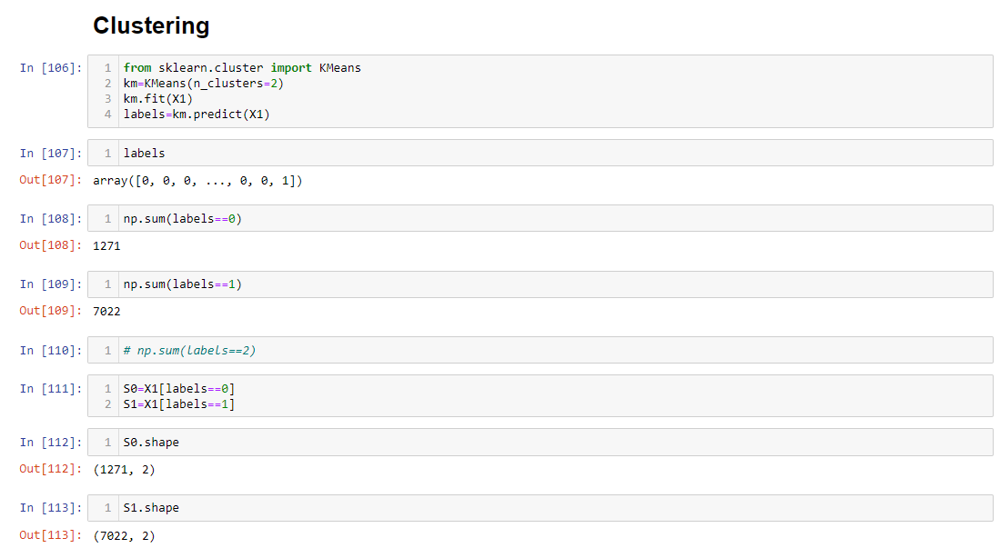 Clustering
In [106]: 1 from sklearn.cluster import KMeans
2 km=KMeans(n_clusters=2)
3 km.fit(X1)
4 labels=km.predict(X1)
In [107]: 1 labels
Out[107]: array([0, 0, 0, ..., 0, 0, 1])
In [108]: 1 np.sum(labels==0)
Out[108]: 1271
In [109]: 1 np.sum(labels==1)
Out[109]: 7022
In [110]: 1 # np.sum(labels==2)
In [111]: 1 S0=X1[labels==0]
2 S1=X1[labels==1]
In [112]: 1 S0.shape
Out[112]: (1271, 2)
In [113]: 1 S1.shape
Out[113]: (7022, 2)